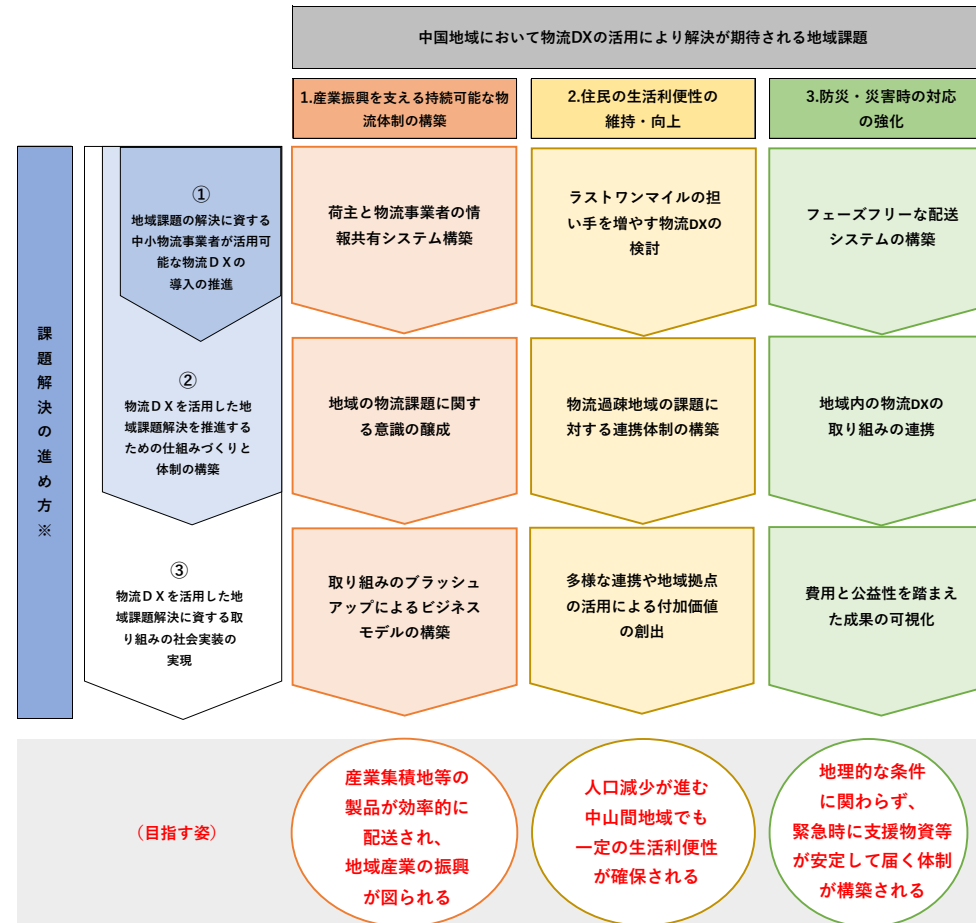 中国地域において物流DXの活用により解決が期待される地域課題
1.産業振興を支える持続可能な物
流体制の構築
2.住民の生活利便性の
維持・向上
3.防災・災害時の対応
の強化
課題解決の進め方※
①
地域課題の解決に資する
中小物流事業者が活用可
能な物流ＤＸの
導入の推進
荷主と物流事業者の情
報共有システム構築
ラストワンマイルの担
い手を増やす物流DXの
検討
フェーズフリーな配送
システムの構築
②
物流ＤＸを活用した地
域課題解決を推進する
ための仕組みづくりと
体制の構築
地域の物流課題に関す
る意識の醸成
物流過疎地域の課題に
対する連携体制の構築
地域内の物流DXの
取り組みの連携
③
物流ＤＸを活用した地
域課題解決に資する取
り組みの社会実装の
実現
取り組みのブラッシュ
アップによるビジネス
モデルの構築
多様な連携や地域拠点
の活用による付加価値
の創出
費用と公益性を踏まえ
た成果の可視化
（目指す姿）
産業集積地等の
製品が効率的に
配送され、
地域産業の振興
が図られる
人口減少が進む
中山間地域でも
一定の生活利便性
が確保される
地理的な条件
に関わらず、
緊急時に支援物資等
が安定して届く体制
が構築される